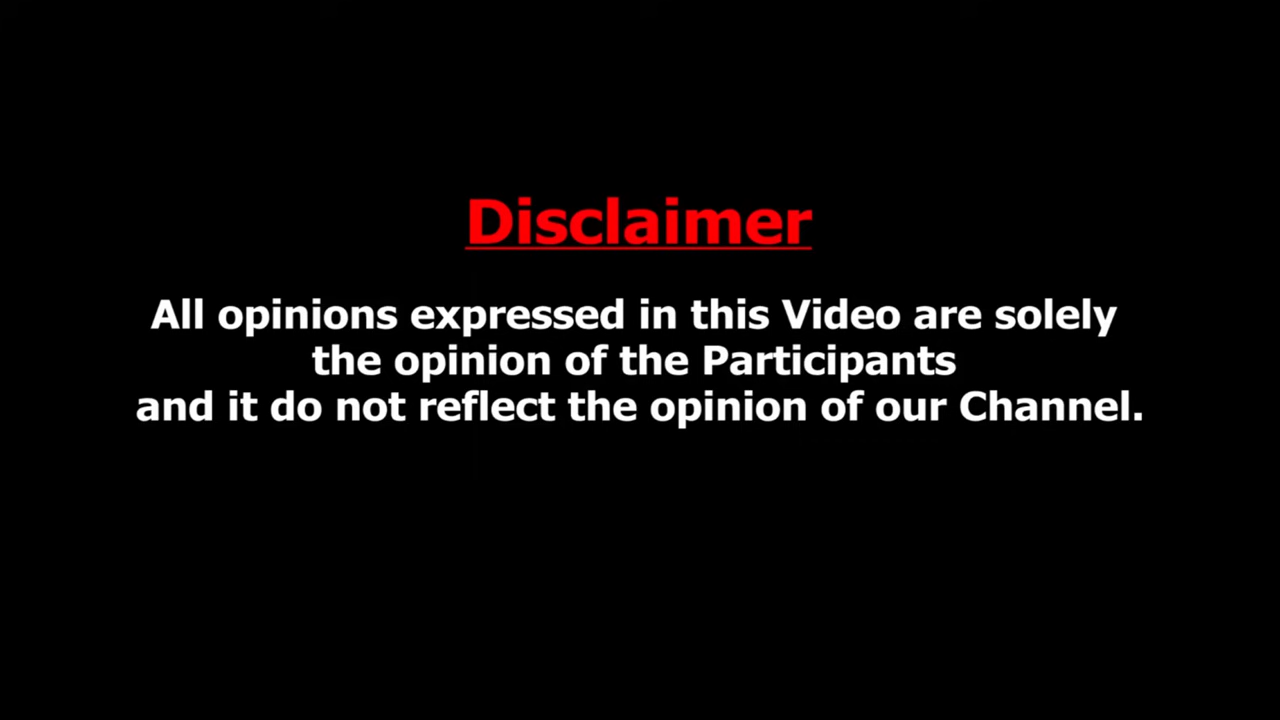 Disclaimer
All opinions expressed in this Video are solely
the opinion of the Participants
and it do not reflect the opinion of our Channel.